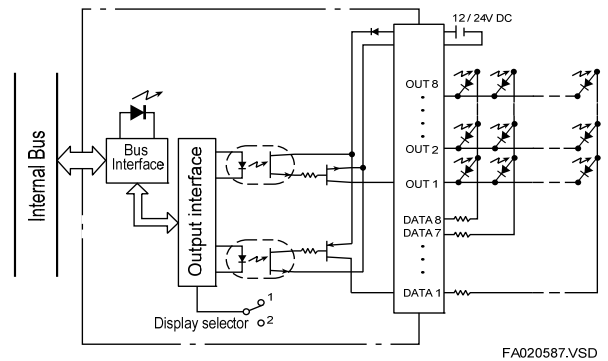 12 / 24V DC
OUT 8
OUT 2
OUT 1
DATA 8
DATA 7
DATA 1
Internal Bus
Bus
Interface
Output interface
Display selector
1
2
FA020587.VSD